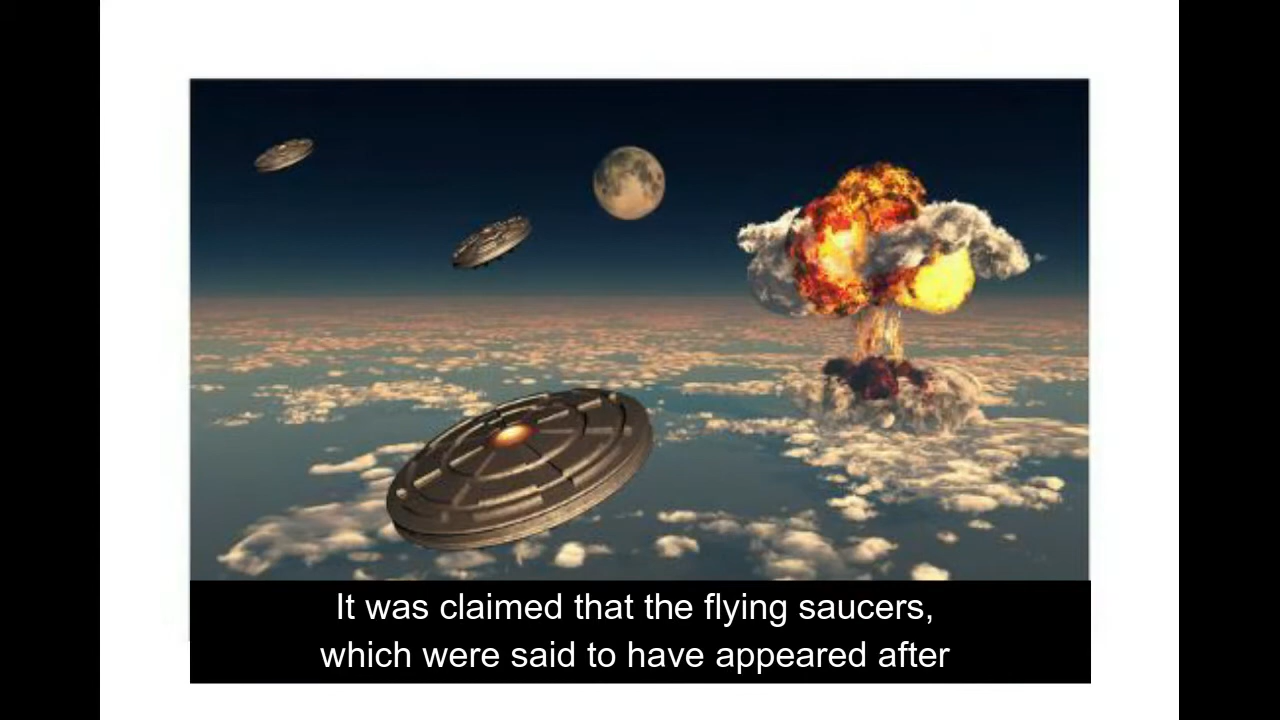 It was claimed that the flying saucers,
which were said to have appeared after